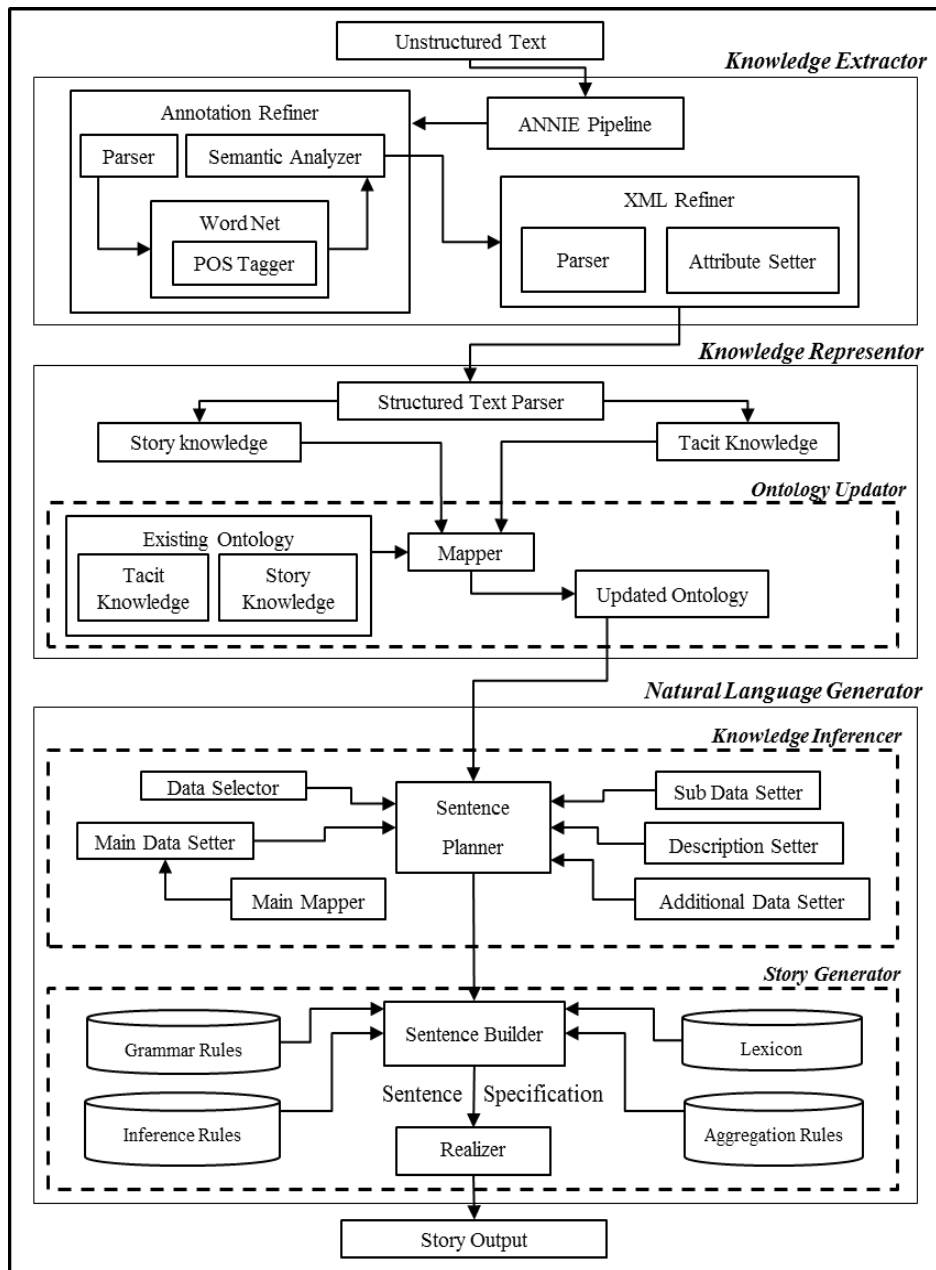 Unstructured Text
Knowledge Extractor
Annotation Refiner
ANNIE Pipeline
Parser
Semantic Analyzer
Word Net
POS Tagger
XML Refiner
Parser
Attribute Setter
Knowledge Representor
Structured Text Parser
Story knowledge
Tacit Knowledge
Ontology Updator
Existing Ontology
Tacit
Knowledge
Story
Knowledge
Mapper
Updated Ontology
Natural Language Generator
Knowledge Inferencer
Data Selector
Main Data Setter
Main Mapper
Sentence
Planner
Sub Data Setter
Description Setter
Additional Data Setter
Story Generator
Grammar Rules
Sentence Builder
Lexicon
Sentence Specification
Inference Rules
Realizer
Aggregation Rules
Story Output